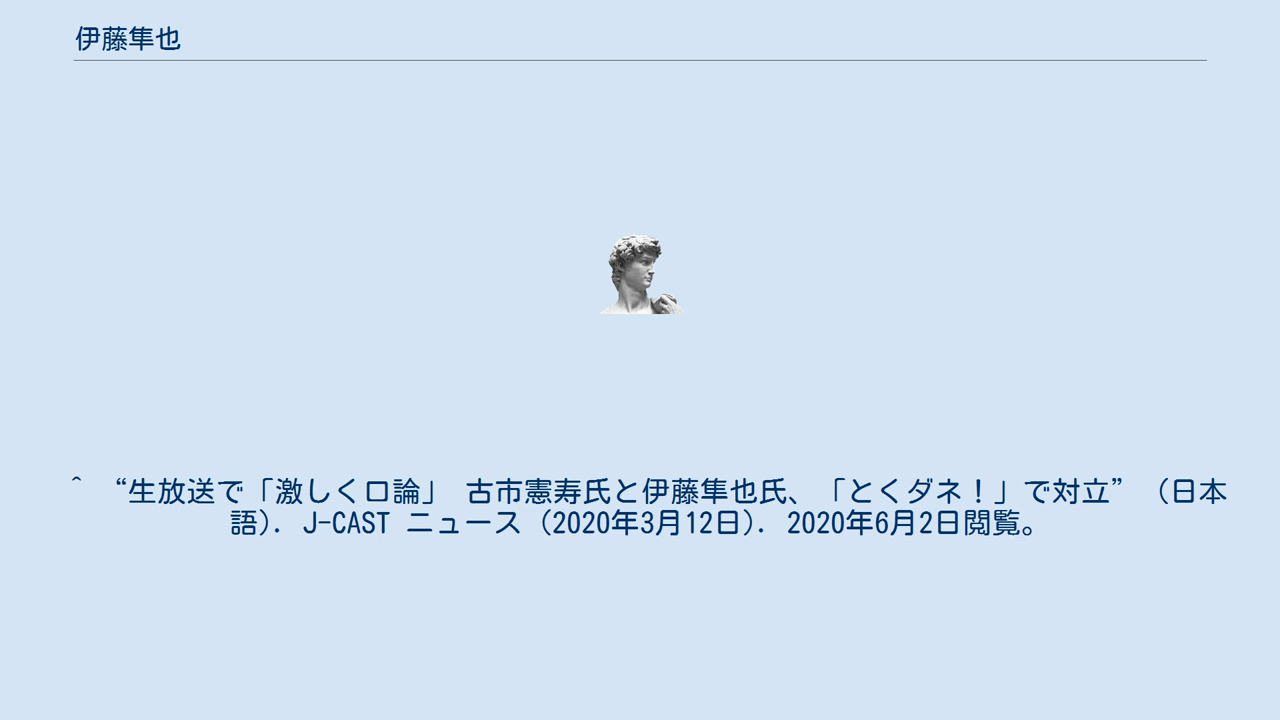 伊藤隼也
^ “生放送で「激しく口論」 古市憲寿氏と伊藤隼也氏、「とくダネ！」で対立” (日本
語). J-CAST ニュース (2020年3月12日). 2020年6月2日閲覧。